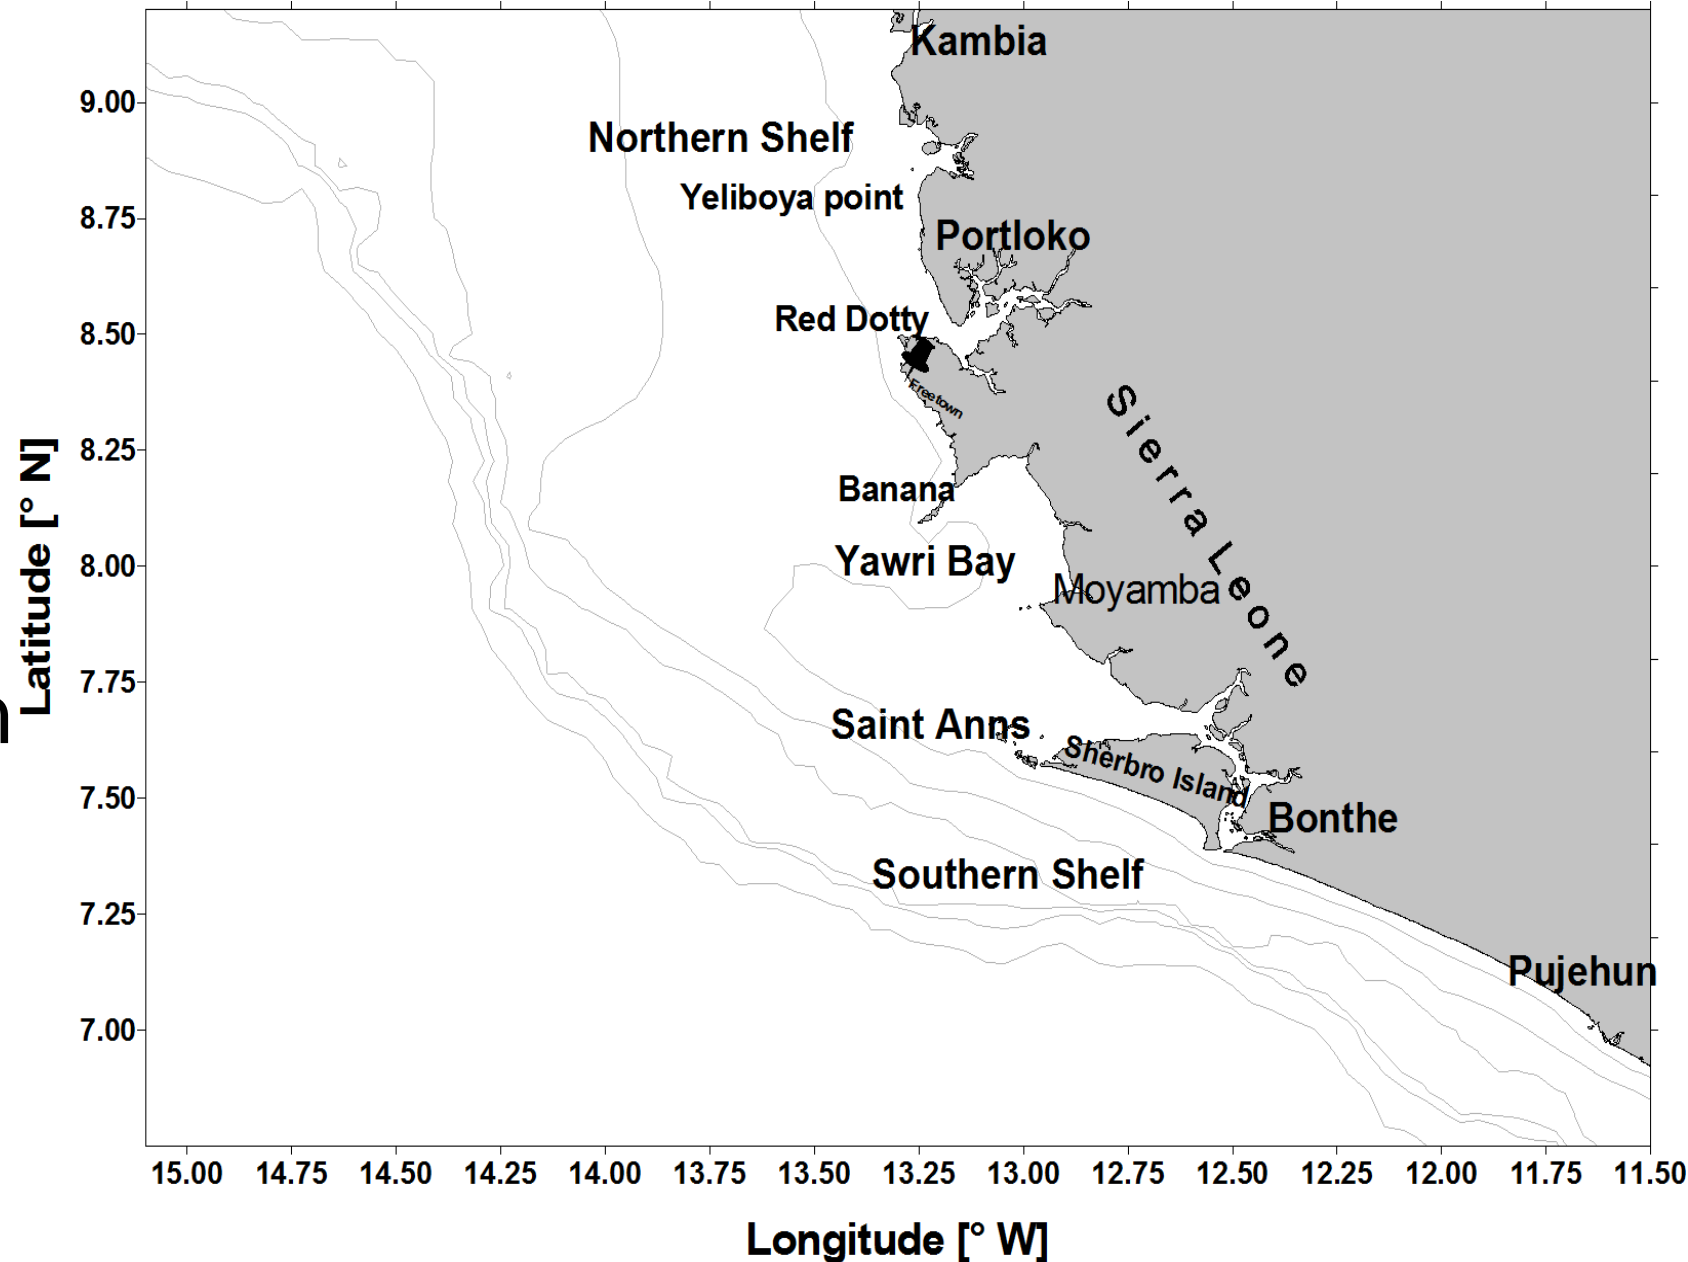 Kambia
9.00
Northern Shelf
Yeliboya point
8.75
Portloko
Red Dotty
8.50
Freetown
Sierra Leone
8.25
Banana
Yawri Bay
8.00
Moyamba
7.75
Saint Anns
Sherbro Island
7.50
Bonthe
Southern Shelf
7.25
Pujehun
7.00
Latitude [° N]
15.00 14.75 14.50 14.25 14.00 13.75 13.50 13.25 13.00 12.75 12.50 12.25 12.00 11.75 11.50
Longitude [° W]